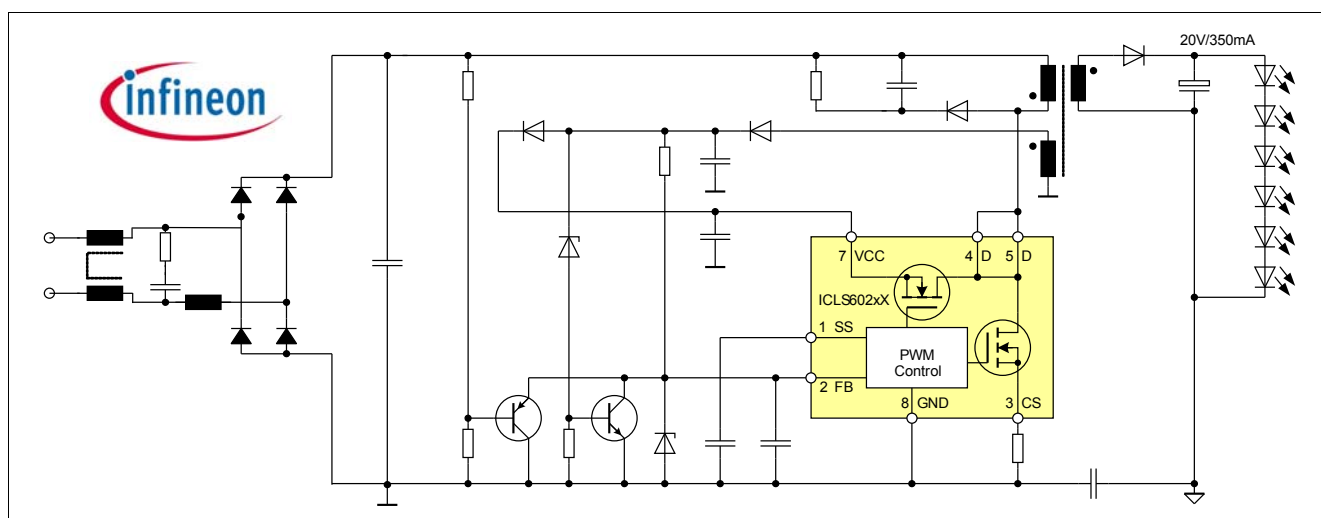 infineon
20V/350mA
7 VCC
4 D
5 D
ICLS602xX
1 SS
PWM
Control
2 FB
8 GND
3 CS